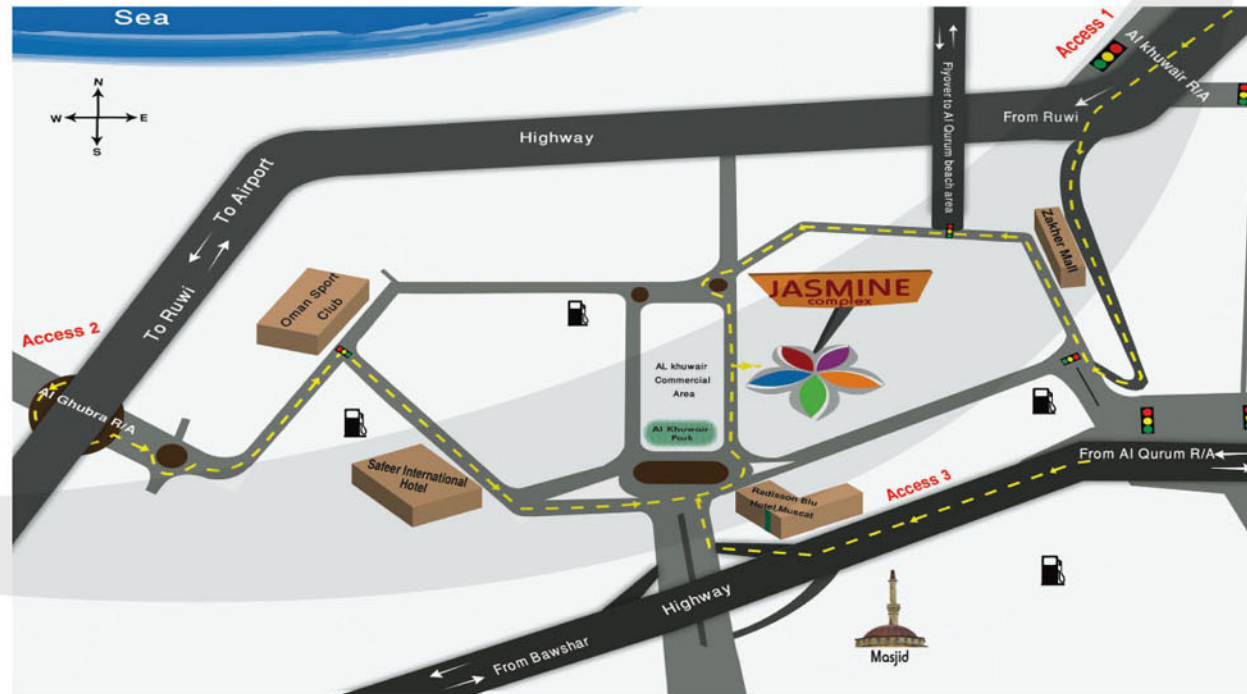 Sea
N
W E
S
Access 1
Al khuwair R/A
From Ruwi
Flyover to Al Qurum beach area
Highway
To Airport
To Ruwi
Zakher Mall
JASMINE
complex
Oman Sport
Club
Access 2
Al Ghubra R/A
AL khuwair
Commercial
Area
Al Khuwair
Park
Safeer International
Hotel
Radisson Blu
Hotel,Muscat
Access 3
From Al Qurum R/A
Highway
From Bawshar
Masjid